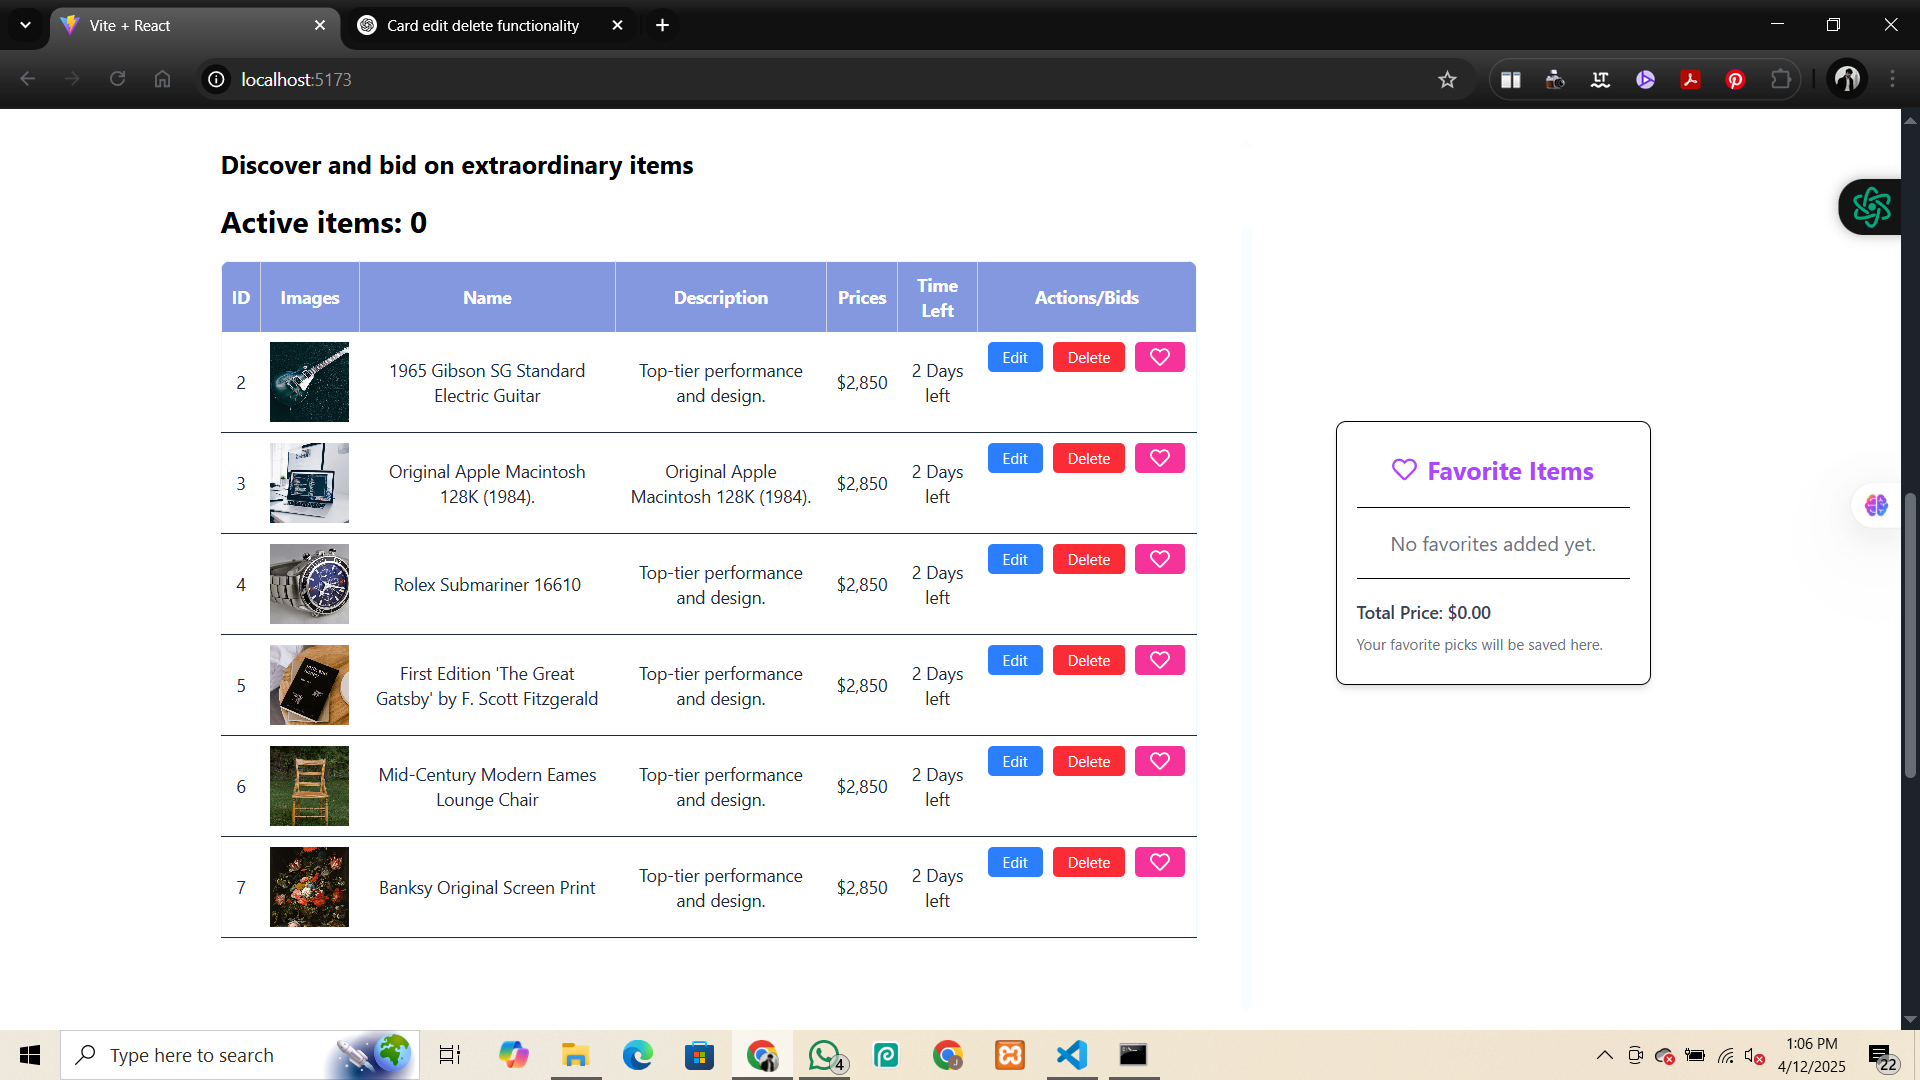 Vite + React
Card edit delete functionality
localhost:5173
Discover and bid on extraordinary items
Active items: 0
ID Images Name Description Prices Time Left Actions/Bids
2 1965 Gibson SG Standard Electric Guitar Top-tier performance and design. $2,850 2 Days left Edit Delete
3 Original Apple Macintosh 128K (1984). Original Apple Macintosh 128K (1984). $2,850 2 Days left Edit Delete
4 Rolex Submariner 16610 Top-tier performance and design. $2,850 2 Days left Edit Delete
5 First Edition 'The Great Gatsby' by F. Scott Fitzgerald Top-tier performance and design. $2,850 2 Days left Edit Delete
6 Mid-Century Modern Eames Lounge Chair Top-tier performance and design. $2,850 2 Days left Edit Delete
7 Banksy Original Screen Print Top-tier performance and design. $2,850 2 Days left Edit Delete
Favorite Items
No favorites added yet.
Total Price: $0.00
Your favorite picks will be saved here.
Type here to search
4
1:06 PM
4/12/2025
22